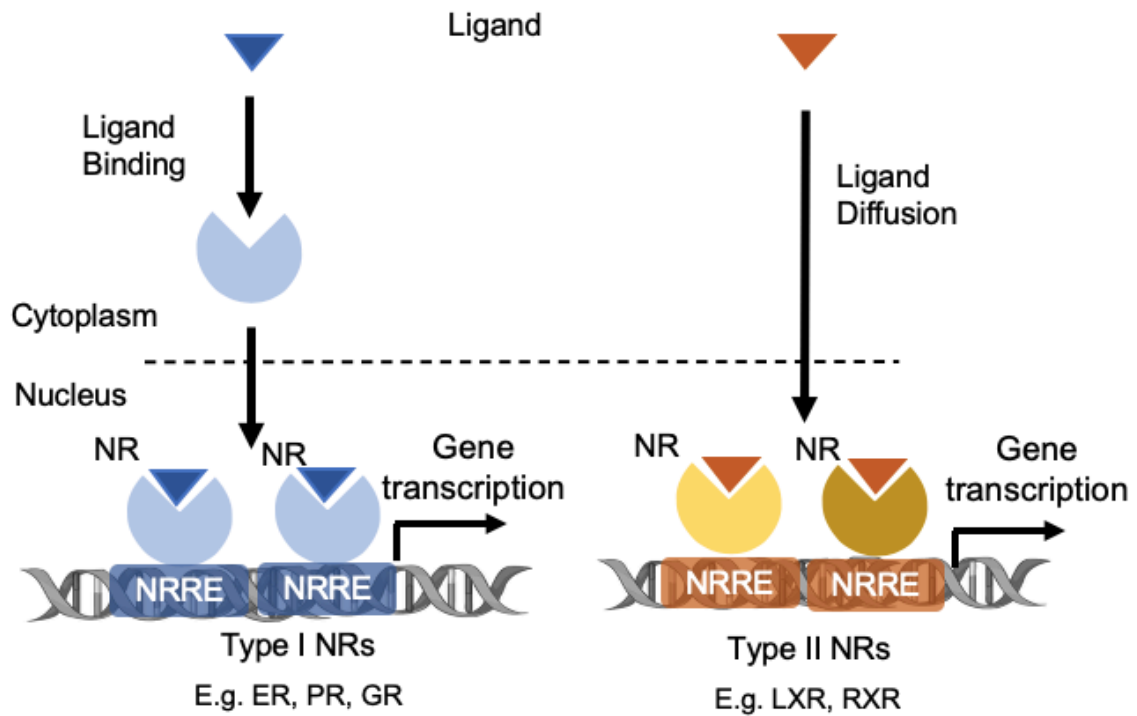 Ligand
Ligand
Binding
Ligand
Diffusion
Cytoplasm
Nucleus
NR
NR
Gene
transcription
NR
NR
Gene
transcription
NRRE
NRRE
NRRE
NRRE
Type I NRs
Type II NRs
E.g. ER, PR, GR
E.g. LXR, RXR